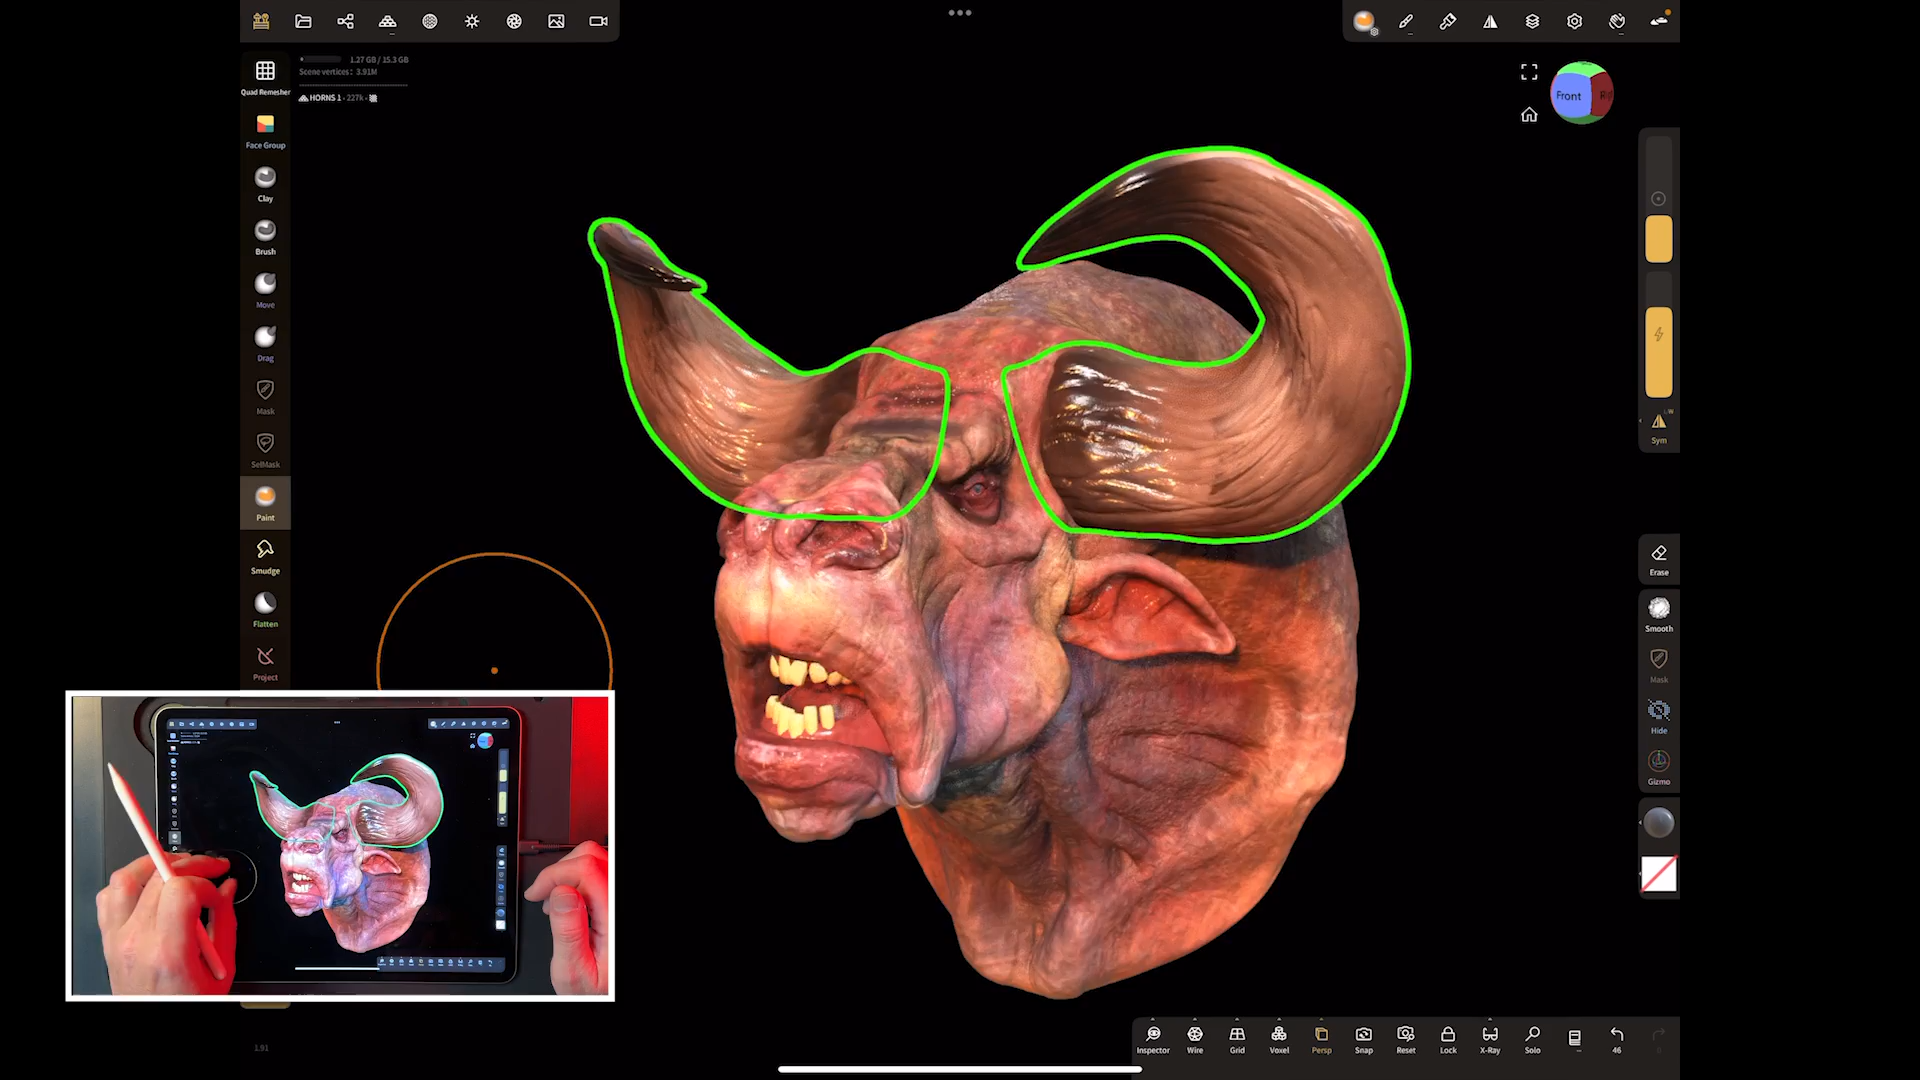 1.27 GB / 15.3 GB
Scene vertices: 3.91M
HORNS 1 - 227k -
Quad Remesher
Face Group
Clay
Brush
Move
Drag
Mask
SelMask
Paint
Smudge
Flatten
Project
1.91
Front
Sym
Erase
Smooth
Mask
Hide
Gizmo
Inspector
Wire
Grid
Voxel
Persp
Snap
Reset
Lock
X-Ray
Solo
46